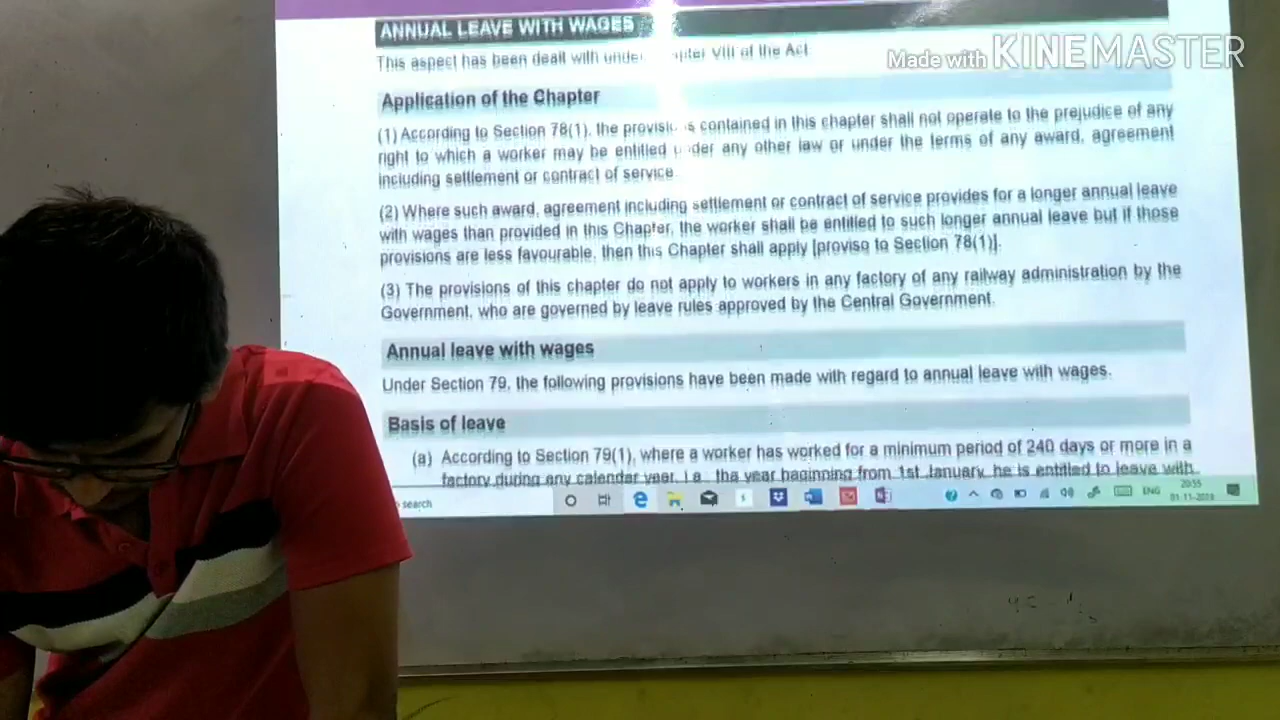 ANNUAL LEAVE WITH WAGES
Made with KINEMASTER
This aspect has been dealt with under VIII of the Act
Application of the Chapter
(1) According to Section 78(1), the provisions contained in this chapter shall not operate to the prejudice of any
right to which a worker may be entitled under any other law or under the terms of any award, agreement
including settlement or contract of service
(2) Where such award, agreement including settlement or contract of service provides for a longer annual leave
with wages than provided in this Chapter, the worker shall be entitled to such longer annual leave but if those
provisions are less favourable, then this Chapter shall apply [proviso to Section 78(1)].
(3) The provisions of this chapter do not apply to workers in any factory of any railway administration by the
Government, who are governed by leave rules approved by the Central Government.
Annual leave with wages
Under Section 79, the following provisions have been made with regard to annual leave with wages.
Basis of leave
(a) According to Section 79(1), where a worker has worked for a minimum period of 240 days or more in a
factory during any calendar year, i.e. the year beginning from 1st January, he is entitled to leave with
search
ENG
20:55